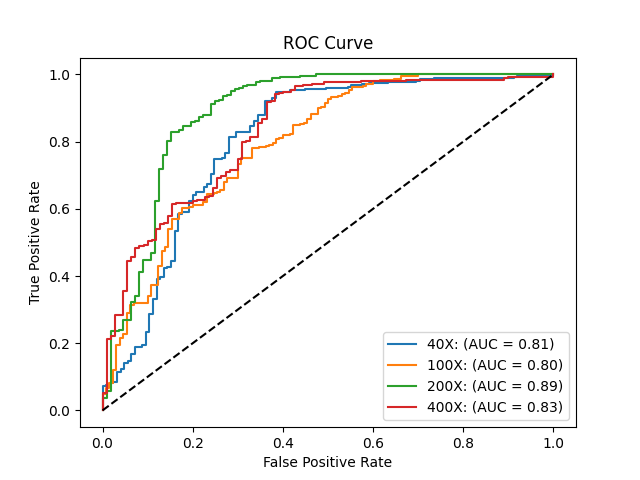 ROC Curve
True Positive Rate
1.0
0.8
0.6
0.4
0.2
0.0
40X: (AUC = 0.81)
100X: (AUC = 0.80)
200X: (AUC = 0.89)
400X: (AUC = 0.83)
0.0 0.2 0.4 0.6 0.8 1.0
False Positive Rate